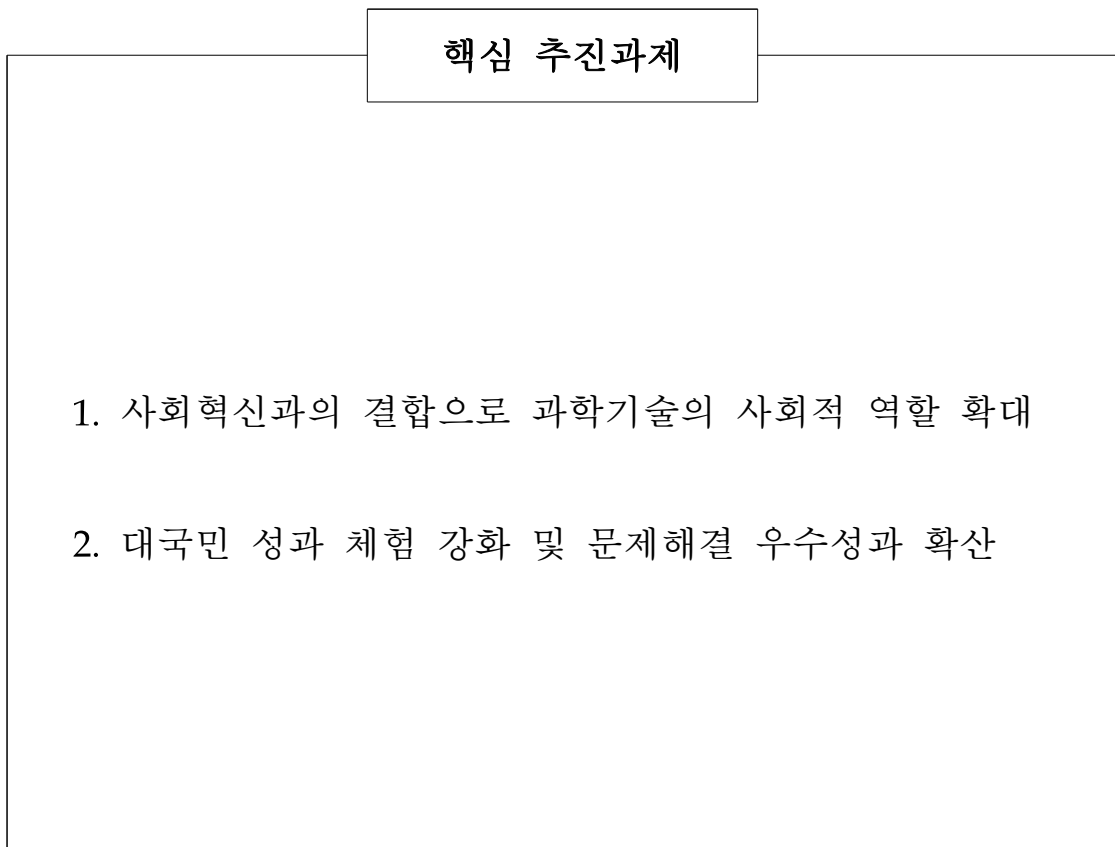 핵심 추진과제
1. 사회혁신과의 결합으로 과학기술의 사회적 역할 확대
2. 대국민 성과 체험 강화 및 문제해결 우수성과 확산